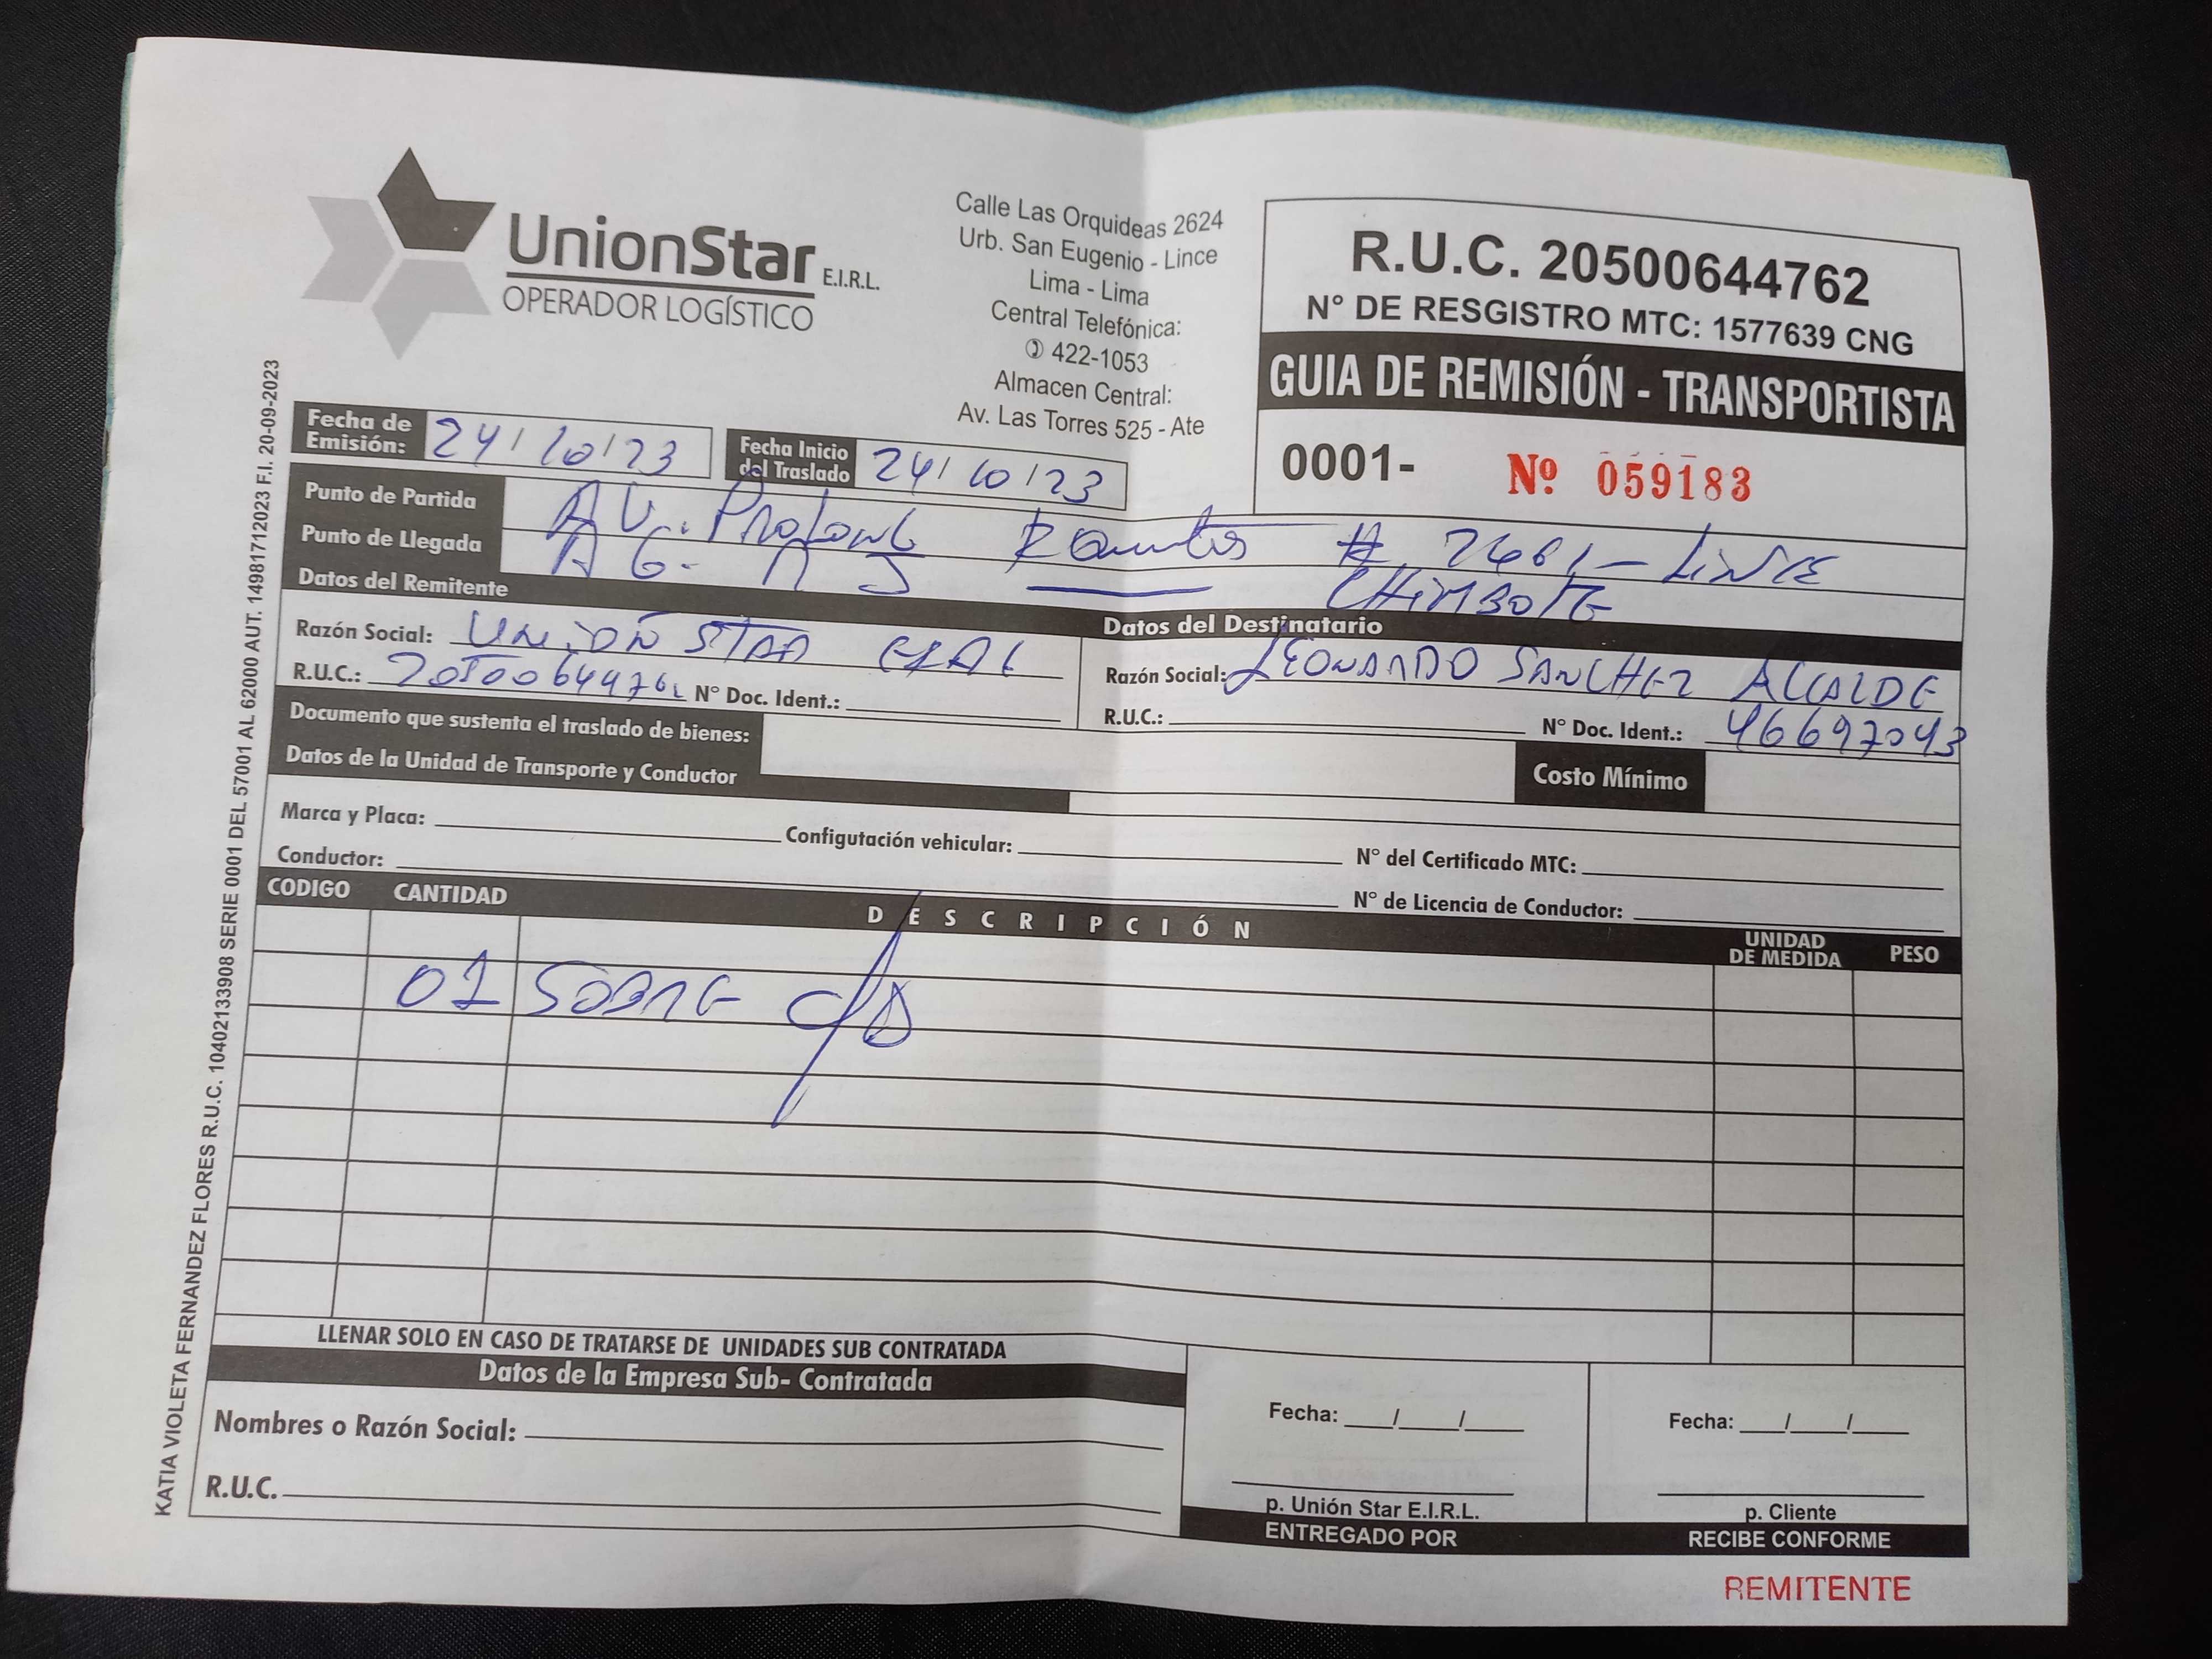 UnionStar E.I.R.L.
OPERADOR LOGÍSTICO
Calle Las Orquideas 2624
Urb. San Eugenio - Lince
Lima - Lima
Central Telefónica:
422-1053
Almacen Central:
Av. Las Torres 525 - Ate
R.U.C. 20500644762
N° DE RESGISTRO MTC: 1577639 CNG
GUIA DE REMISIÓN - TRANSPORTISTA
0001- Nº 059183
Fecha de Emisión: 24/10/23 Fecha Inicio del Traslado 24/10/23
Punto de Partida AV. Prolong # 2461 - LINCE
Punto de Llegada AG. CHIMBOTE
Datos del Remitente
Razón Social: UNION STAR
R.U.C.: 20500644762 N° Doc. Ident.:
Datos del Destinatario
Razón Social: LEONARDO SANCHEZ ALCALDE
R.U.C.: N° Doc. Ident.: 46697043
Documento que sustenta el traslado de bienes:
Datos de la Unidad de Transporte y Conductor
Costo Mínimo
Marca y Placa: Configutación vehicular: N° del Certificado MTC:
Conductor: N° de Licencia de Conductor:
CODIGO CANTIDAD DESCRIPCIÓN UNIDAD DE MEDIDA PESO
01 SOBRE C/D
LLENAR SOLO EN CASO DE TRATARSE DE UNIDADES SUB CONTRATADA
Datos de la Empresa Sub- Contratada
Nombres o Razón Social:
R.U.C.
Fecha: / /
p. Unión Star E.I.R.L.
ENTREGADO POR
Fecha: / /
p. Cliente
RECIBE CONFORME
REMITENTE
KATIA VIOLETA FERNANDEZ FLORES R.U.C. 10402133908 SERIE 0001 DEL 57001 AL 62000 AUT. 14981712023 F.I. 20-09-2023